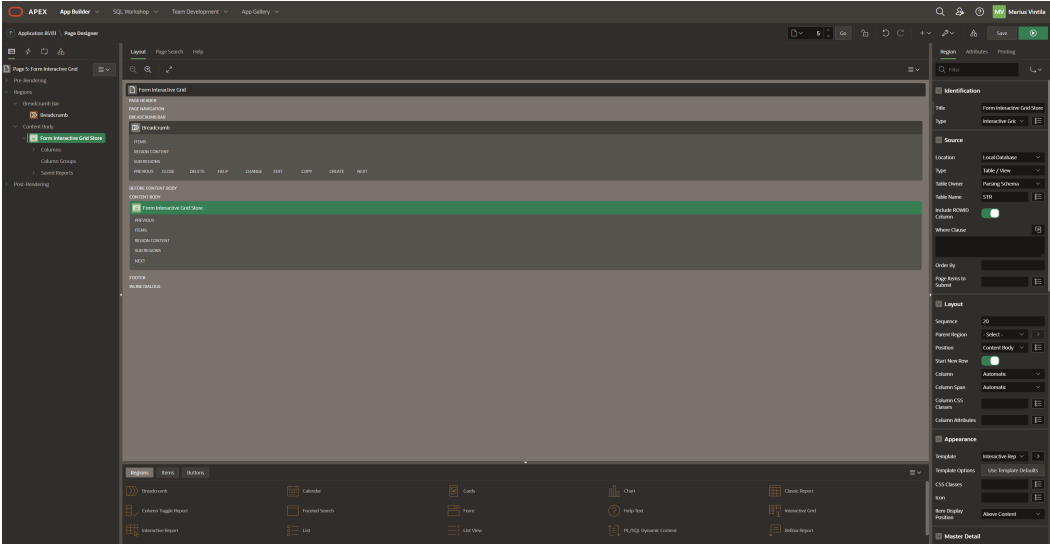 APEX App Builder SQL Workshop Team Development App Gallery MV Marius Vintila
Page Designer 5 Go Save
Layout Page Search Help
Region Attributes Printing
Page 5: Form Interactive Grid
Pre-Rendering
Regions
Breadcrumb Bar
Breadcrumb
Content Body
Form Interactive Grid Store
Columns
Column Groups
Saved Reports
Post-Rendering
Form Interactive Grid
PAGE HEADER
PAGE NAVIGATION
BREADCRUMB BAR
Breadcrumb
ITEMS
REGION CONTENT
SUB REGIONS
PREVIOUS CLOSE DELETE HELP CHANGE EDIT COPY CREATE NEXT
BEFORE CONTENT BODY
CONTENT BODY
Form Interactive Grid Store
PREVIOUS
ITEMS
REGION CONTENT
SUB REGIONS
NEXT
FOOTER
INLINE DIALOGS
Regions Items Buttons
Breadcrumb Calendar Cards Chart Classic Report
Column Toggle Report Faceted Search Form Help Text Interactive Grid
Interactive Report List List View PL/SQL Dynamic Content Reflow Report
Filter
Identification
Title Form Interactive Grid Store
Type Interactive Gric
Source
Location Local Database
Type Table / View
Table Owner Parsing Schema
Table Name STR
Include ROWID
Column
Where Clause
Order By
Page Items to
Submit
Layout
Sequence 20
Parent Region - Select -
Position Content Body
Start New Row
Column Automatic
Column Span Automatic
Column CSS
Classes
Column Attributes
Appearance
Template Interactive Rep
Template Options Use Template Defaults
CSS Classes
Icon
Item Display
Position Above Content
Master Detail